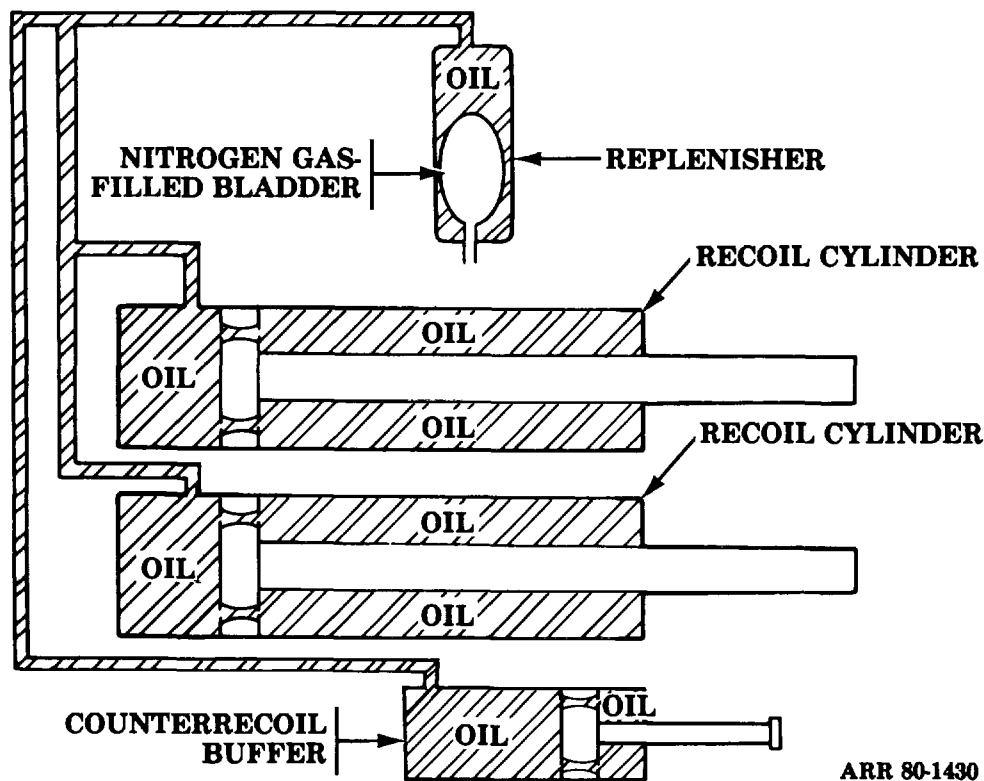 OIL
NITROGEN GAS-
FILLED BLADDER
REPLENISHER
RECOIL CYLINDER
OIL
OIL
OIL
RECOIL CYLINDER
OIL
OIL
OIL
COUNTERRECOIL
BUFFER
OIL
OIL
ARR 80-1430